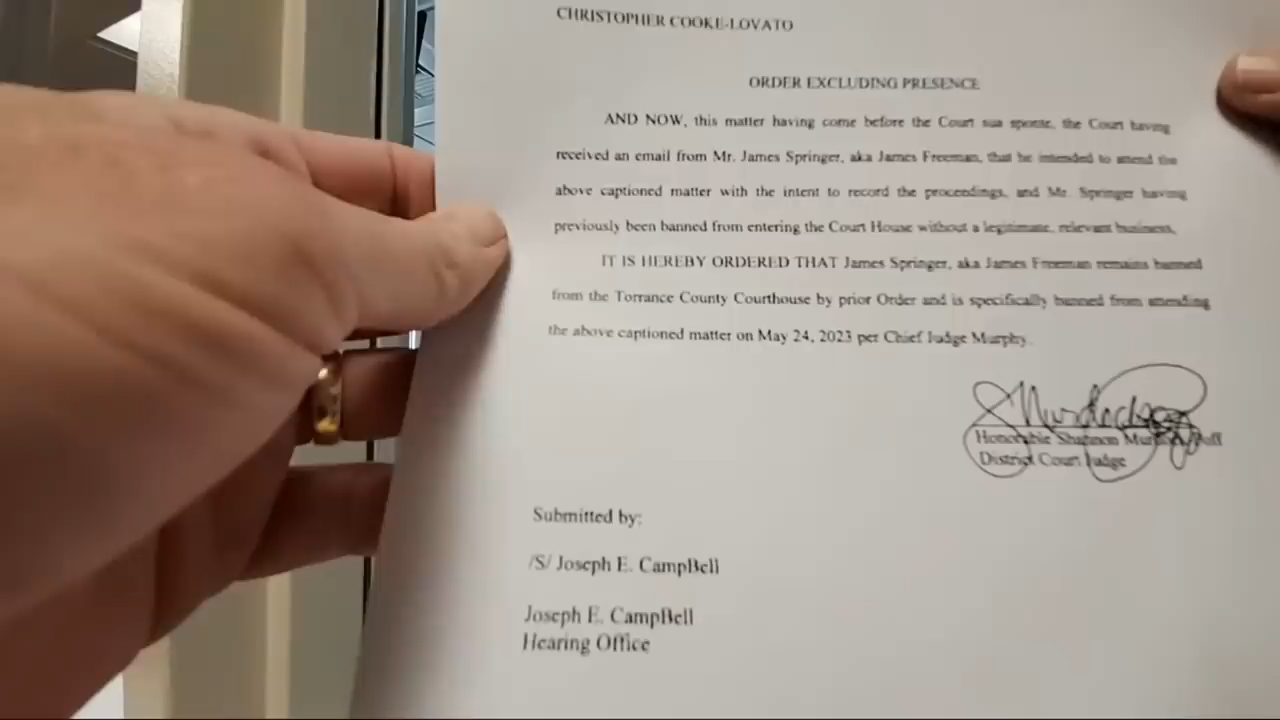 CHRISTOPHER COOKE-LOVATO
ORDER EXCLUDING PRESENCE
AND NOW, this matter having come before the Court sua sponte, the Court having
received an email from Mr. James Springer, aka James Freeman, that he intended to attend the
above captioned matter with the intent to record the proceedings, and Mr. Springer having
previously been banned from entering the Court House without a legitimate, relevant business,
IT IS HEREBY ORDERED THAT James Springer, aka James Freeman remains banned
from the Torrance County Courthouse by prior Order and is specifically banned from attending
the above captioned matter on May 24, 2023 per Chief Judge Murphy.
Honorable Shannon
District Court Judge
Submitted by:
/S/ Joseph E. CampBell
Joseph E. CampBell
Hearing Office